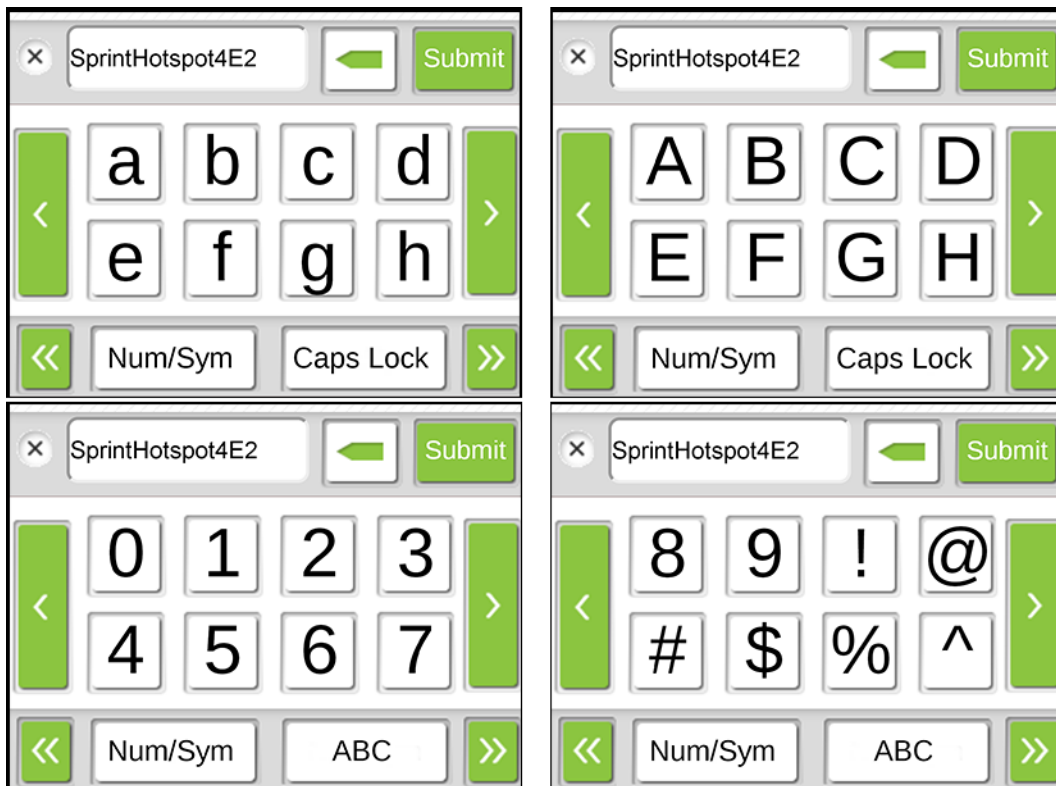 SprintHotspot4E2 Submit
a b c d
e f g h
Num/Sym Caps Lock
SprintHotspot4E2 Submit
A B C D
E F G H
Num/Sym Caps Lock
SprintHotspot4E2 Submit
0 1 2 3
4 5 6 7
Num/Sym ABC
SprintHotspot4E2 Submit
8 9 ! @
# $ % ^
Num/Sym ABC